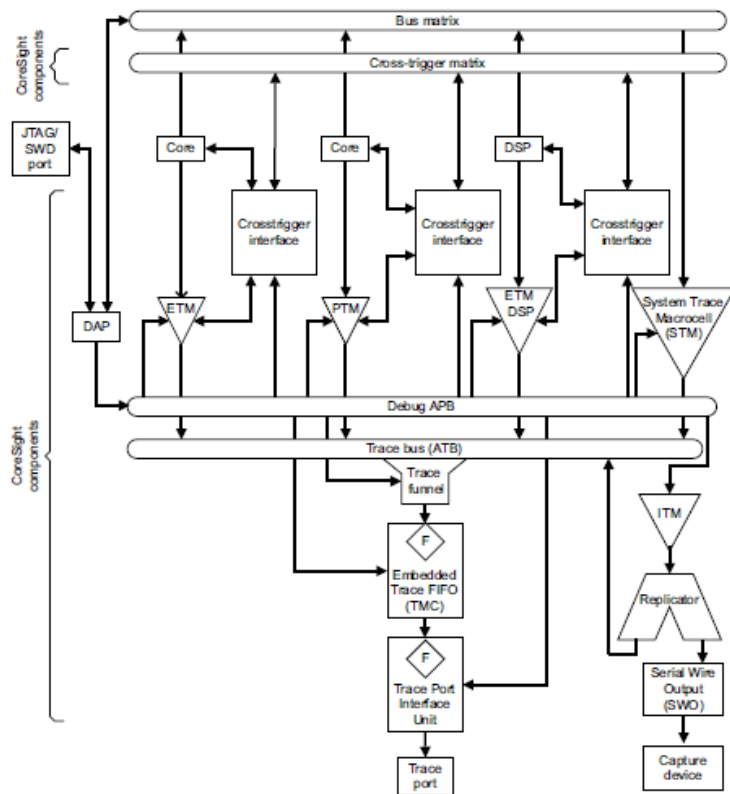 Bus matrix
Cross-trigger matrix
CoreSight
components
JTAG/
SWD
port
Core
Core
DSP
Crosstrigger
interface
Crosstrigger
interface
Crosstrigger
interface
ETM
PTM
ETM
DSP
System Trace
Macrocell
(STM)
DAP
Debug APB
Trace bus (ATB)
CoreSight
components
Trace
funnel
ITM
F
Embedded
Trace FIFO
(TMC)
Replicator
F
Trace Port
Interface
Unit
Serial Wire
Output
(SWO)
Trace
port
Capture
device